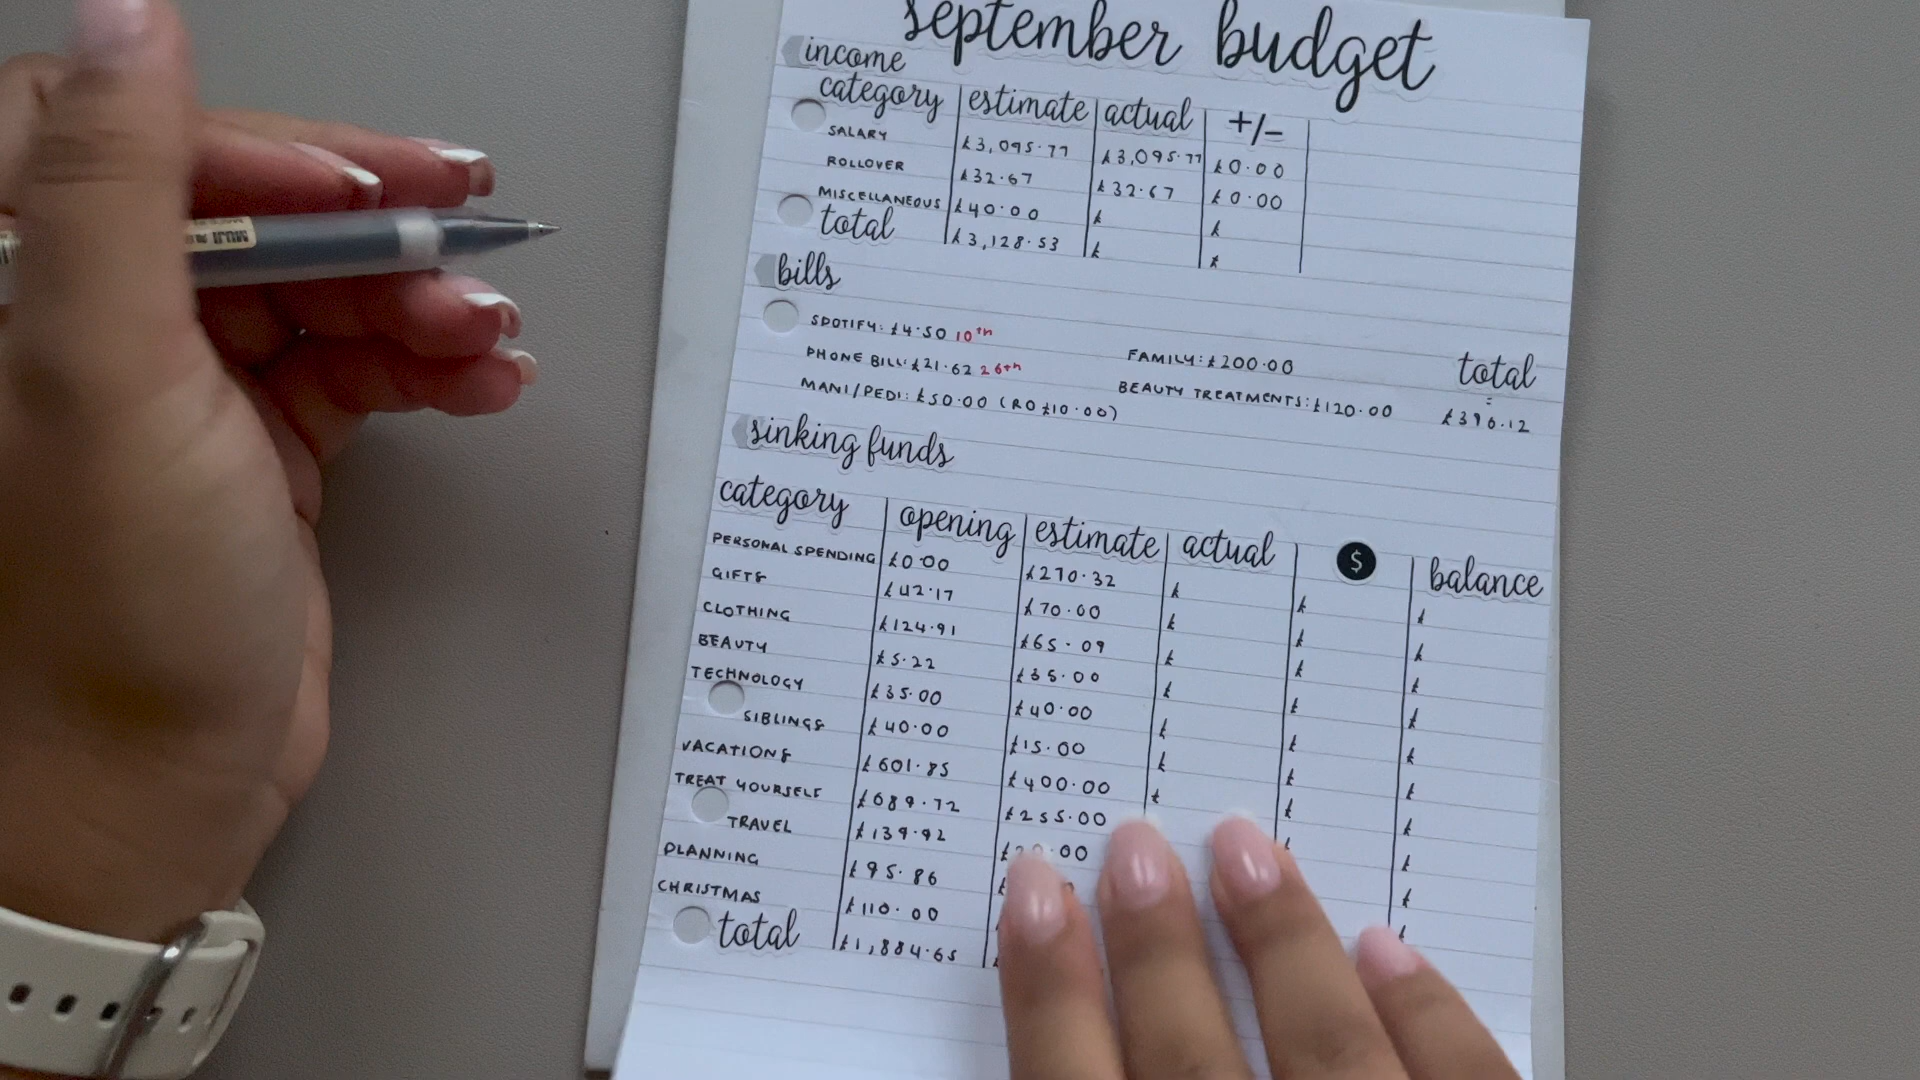 september budget
income
category estimate actual +/-
SALARY £3,095.77 £3,095.77 £0.00
ROLLOVER £32.67 £32.67 £0.00
MISCELLANEOUS £40.00 £ £
total £3,128.53 £ £
bills
SPOTIFY: £4.50 10th
PHONE BILL: £21.62 26th FAMILY: £200.00 total
MANI/PEDI: £50.00 (RO £10.00) BEAUTY TREATMENTS: £120.00 = £396.12
sinking funds
category opening estimate actual $ balance
PERSONAL SPENDING £0.00 £270.32 £ £ £
GIFTS £42.17 £70.00 £ £ £
CLOTHING £124.91 £65.09 £ £ £
BEAUTY £5.22 £35.00 £ £ £
TECHNOLOGY £35.00 £40.00 £ £ £
SIBLINGS £40.00 £15.00 £ £ £
VACATIONS £601.85 £400.00 £ £ £
TREAT YOURSELF £689.72 £255.00 £ £
TRAVEL £139.92 £ £
PLANNING £95.86 £ £
CHRISTMAS £110.00
total £1,884.65
MUJI